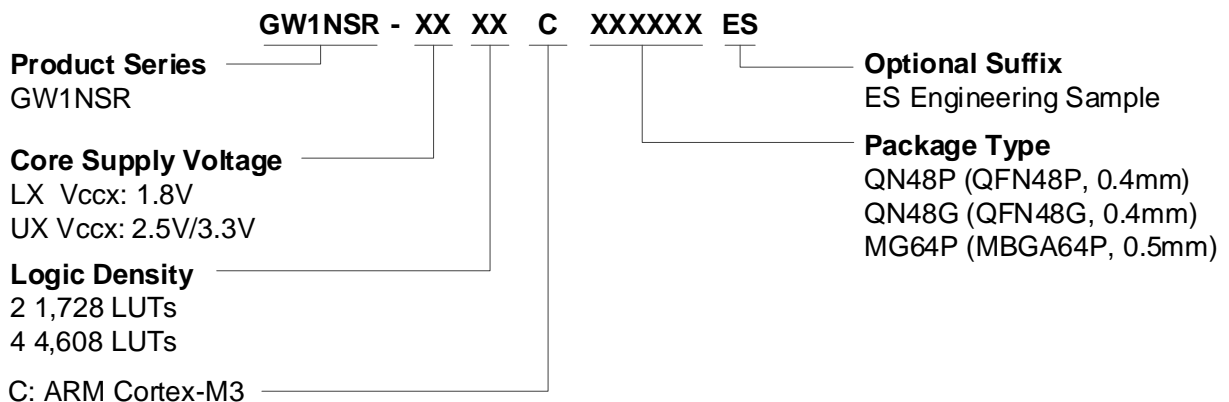 GW1NSR - XX XX C XXXXXX ES
Product Series
GW1NSR
Core Supply Voltage
LX Vccx: 1.8V
UX Vccx: 2.5V/3.3V
Logic Density
2 1,728 LUTs
4 4,608 LUTs
C: ARM Cortex-M3
Optional Suffix
ES Engineering Sample
Package Type
QN48P (QFN48P, 0.4mm)
QN48G (QFN48G, 0.4mm)
MG64P (MBGA64P, 0.5mm)